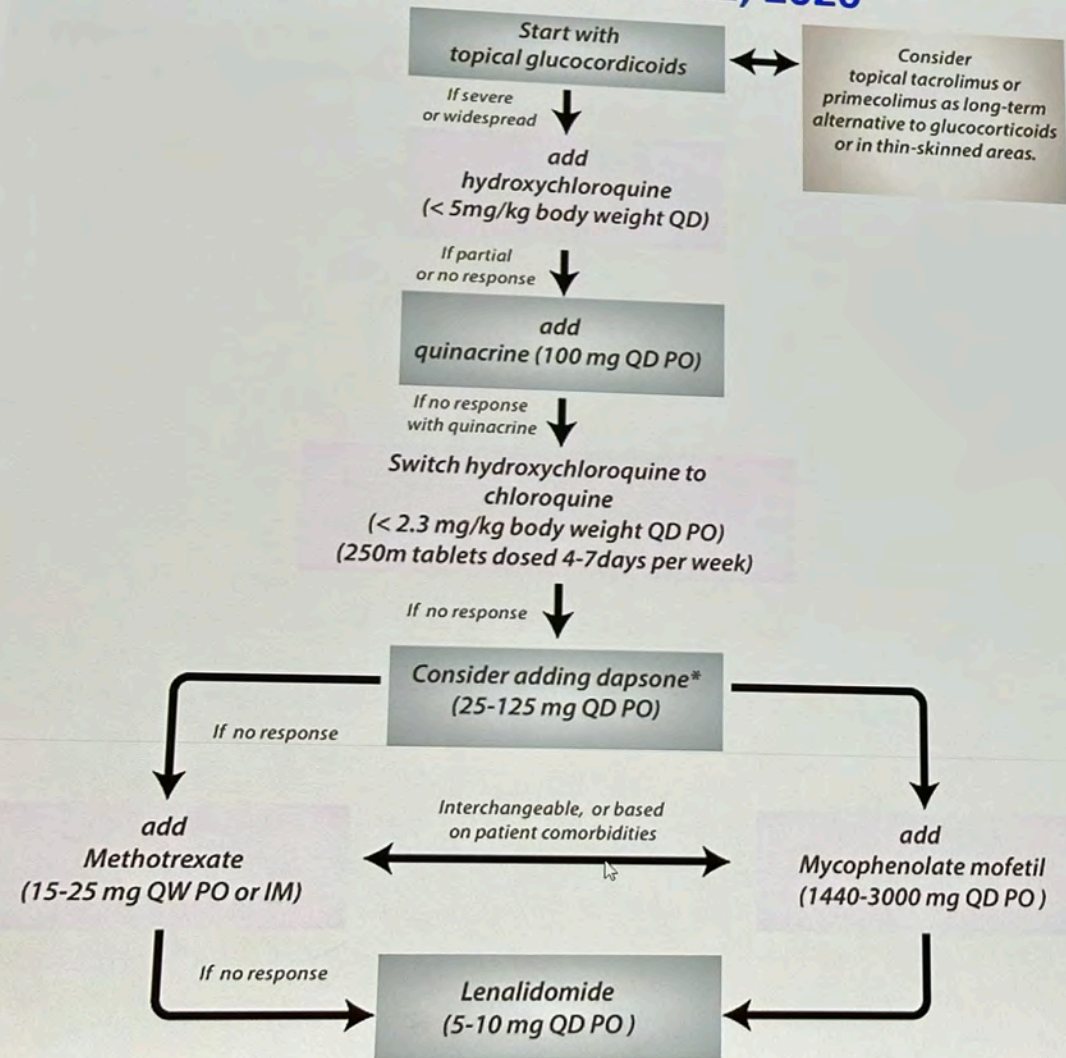 2020
Start with
topical glucocordicoids
Consider
topical tacrolimus or
primecolimus as long-term
alternative to glucocorticoids
or in thin-skinned areas.
If severe
or widespread
add
hydroxychloroquine
(< 5mg/kg body weight QD)
If partial
or no response
add
quinacrine (100 mg QD PO)
If no response
with quinacrine
Switch hydroxychloroquine to
chloroquine
(< 2.3 mg/kg body weight QD PO)
(250m tablets dosed 4-7days per week)
If no response
Consider adding dapsone*
(25-125 mg QD PO)
If no response
add
Methotrexate
(15-25 mg QW PO or IM)
Interchangeable, or based
on patient comorbidities
add
Mycophenolate mofetil
(1440-3000 mg QD PO )
If no response
Lenalidomide
(5-10 mg QD PO )